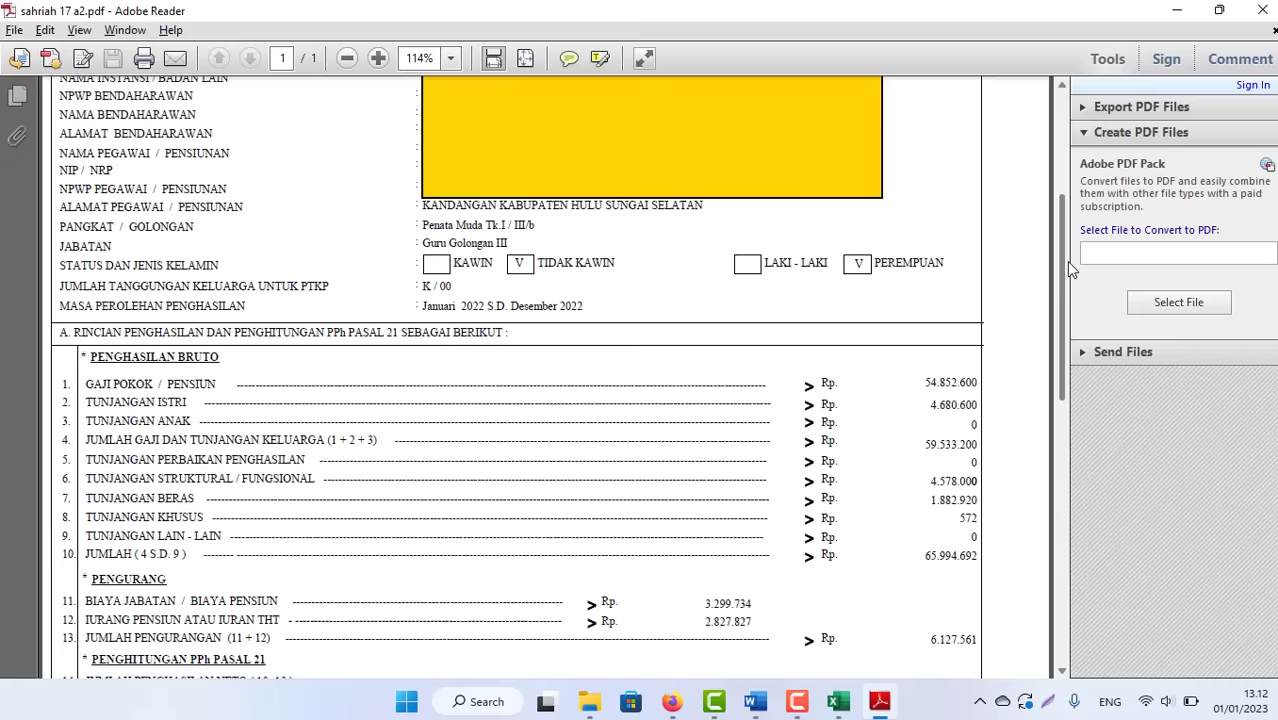 sahriah 17 a2.pdf - Adobe Reader
File Edit View Window Help
1 / 1 114% Tools Sign Comment
Sign In
Export PDF Files
Create PDF Files
Adobe PDF Pack
Convert files to PDF and easily combine
them with other file types with a paid
subscription.
Select File to Convert to PDF:
Select File
Send Files
NAMA INSTANSI / BADAN LAIN :
NPWP BENDAHARAWAN :
NAMA BENDAHARAWAN :
ALAMAT BENDAHARAWAN :
NAMA PEGAWAI / PENSIUNAN :
NIP / NRP :
NPWP PEGAWAI / PENSIUNAN :
ALAMAT PEGAWAI / PENSIUNAN : KANDANGAN KABUPATEN HULU SUNGAI SELATAN
PANGKAT / GOLONGAN : Penata Muda Tk.I / III/b
JABATAN : Guru Golongan III
STATUS DAN JENIS KELAMIN : KAWIN V TIDAK KAWIN LAKI - LAKI V PEREMPUAN
JUMLAH TANGGUNGAN KELUARGA UNTUK PTKP : K / 00
MASA PEROLEHAN PENGHASILAN : Januari 2022 S.D. Desember 2022
A. RINCIAN PENGHASILAN DAN PENGHITUNGAN PPh PASAL 21 SEBAGAI BERIKUT :
* PENGHASILAN BRUTO
1. GAJI POKOK / PENSIUN > Rp. 54.852.600
2. TUNJANGAN ISTRI > Rp. 4.680.600
3. TUNJANGAN ANAK > Rp. 0
4. JUMLAH GAJI DAN TUNJANGAN KELUARGA (1 + 2 + 3) > Rp. 59.533.200
5. TUNJANGAN PERBAIKAN PENGHASILAN > Rp. 0
6. TUNJANGAN STRUKTURAL / FUNGSIONAL > Rp. 4.578.000
7. TUNJANGAN BERAS > Rp. 1.882.920
8. TUNJANGAN KHUSUS > Rp. 572
9. TUNJANGAN LAIN - LAIN > Rp. 0
10. JUMLAH ( 4 S.D. 9 ) > Rp. 65.994.692
* PENGURANG
11. BIAYA JABATAN / BIAYA PENSIUN > Rp. 3.299.734
12. IURANG PENSIUN ATAU IURAN THT > Rp. 2.827.827
13. JUMLAH PENGURANGAN (11 + 12) > Rp. 6.127.561
* PENGHITUNGAN PPh PASAL 21
Search ENG 13.12
01/01/2023